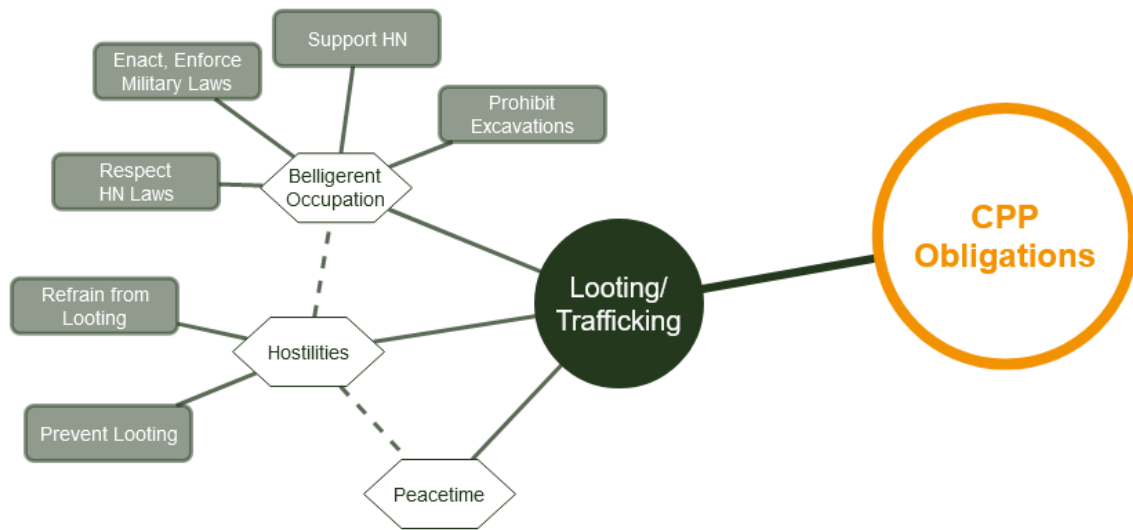 Support HN
Enact, Enforce
Military Laws
Prohibit
Excavations
Respect
HN Laws
Belligerent
Occupation
CPP
Obligations
Looting/
Trafficking
Refrain from
Looting
Hostilities
Prevent Looting
Peacetime